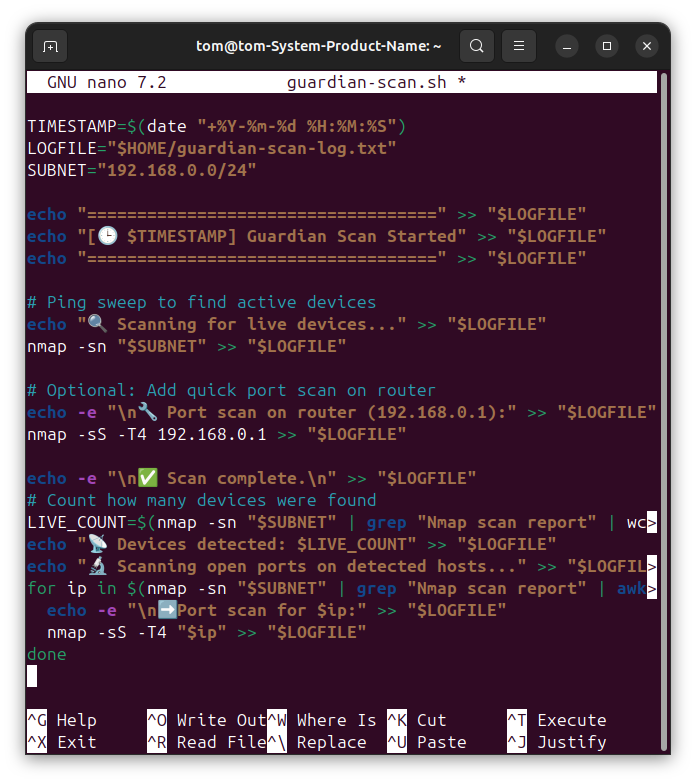 tom@tom-System-Product-Name: ~
GNU nano 7.2 guardian-scan.sh *
TIMESTAMP=$(date "+%Y-%m-%d %H:%M:%S")
LOGFILE="$HOME/guardian-scan-log.txt"
SUBNET="192.168.0.0/24"
echo "===================================" >> "$LOGFILE"
echo "[🕒 $TIMESTAMP] Guardian Scan Started" >> "$LOGFILE"
echo "===================================" >> "$LOGFILE"
# Ping sweep to find active devices
echo "🔍 Scanning for live devices..." >> "$LOGFILE"
nmap -sn "$SUBNET" >> "$LOGFILE"
# Optional: Add quick port scan on router
echo -e "\n🔧 Port scan on router (192.168.0.1):" >> "$LOGFILE"
nmap -sS -T4 192.168.0.1 >> "$LOGFILE"
echo -e "\n✅ Scan complete.\n" >> "$LOGFILE"
# Count how many devices were found
LIVE_COUNT=$(nmap -sn "$SUBNET" | grep "Nmap scan report" | wc>
echo "📡 Devices detected: $LIVE_COUNT" >> "$LOGFILE"
echo "🔬 Scanning open ports on detected hosts..." >> "$LOGFIL>
for ip in $(nmap -sn "$SUBNET" | grep "Nmap scan report" | awk>
  echo -e "\n➡️Port scan for $ip:" >> "$LOGFILE"
  nmap -sS -T4 "$ip" >> "$LOGFILE"
done
^G Help ^O Write Out ^W Where Is ^K Cut ^T Execute
^X Exit ^R Read File ^\ Replace ^U Paste ^J Justify